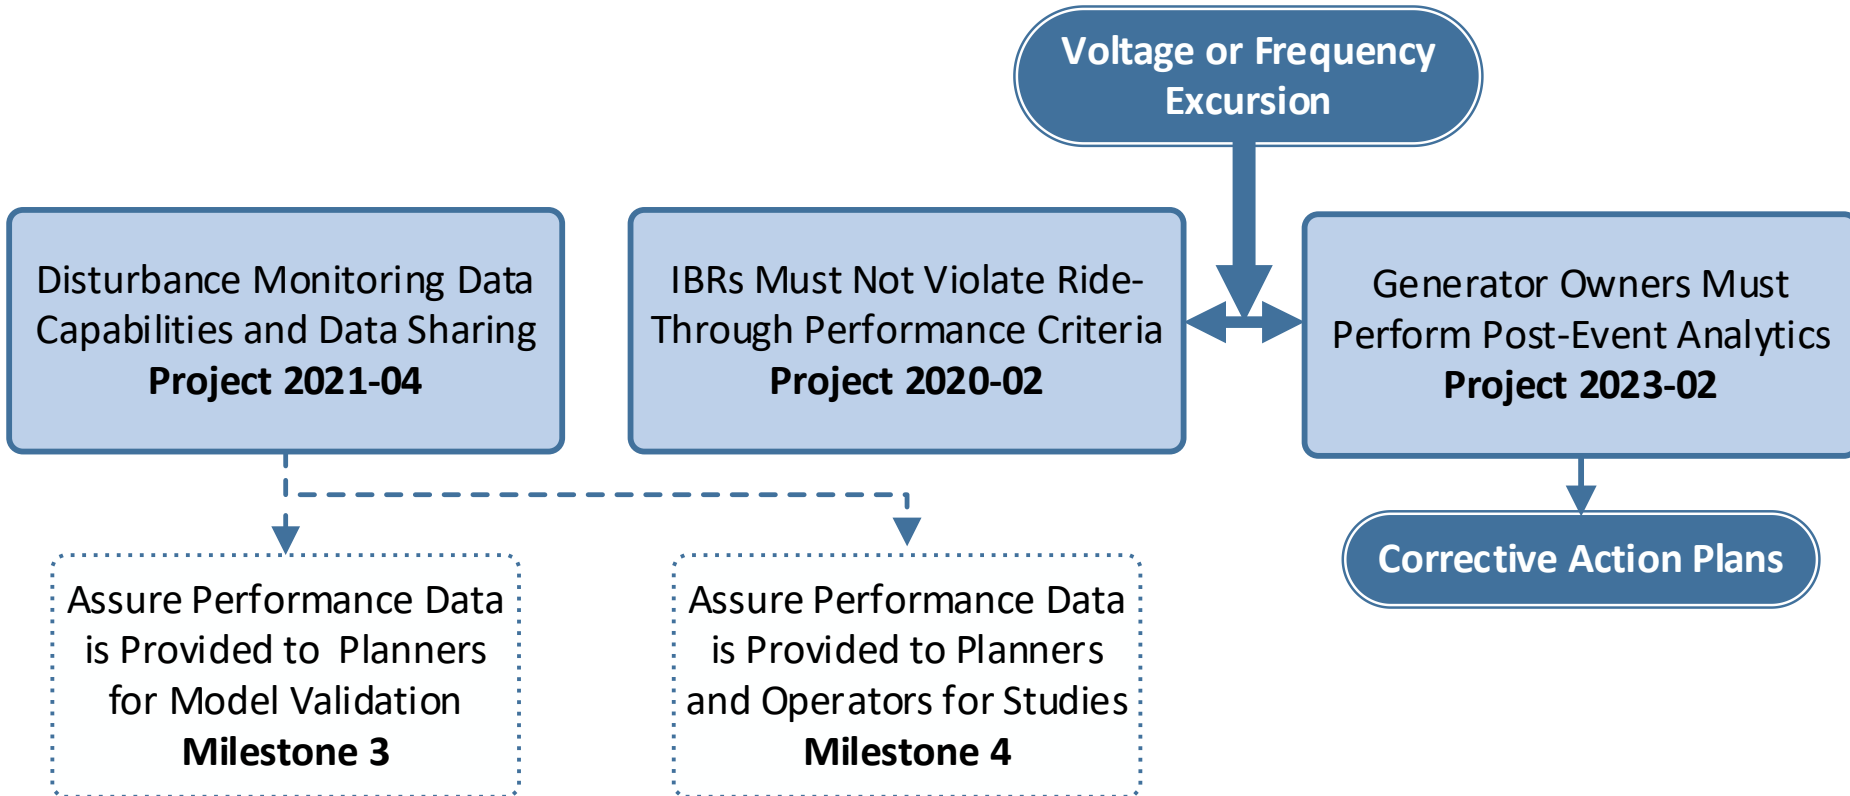 Voltage or Frequency
Excursion
Disturbance Monitoring Data
Capabilities and Data Sharing
Project 2021-04
IBRs Must Not Violate Ride-
Through Performance Criteria
Project 2020-02
Generator Owners Must
Perform Post-Event Analytics
Project 2023-02
Assure Performance Data
is Provided to Planners
for Model Validation
Milestone 3
Assure Performance Data
is Provided to Planners
and Operators for Studies
Milestone 4
Corrective Action Plans